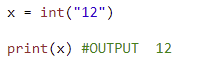 x = int("12")
print(x) #OUTPUT  12